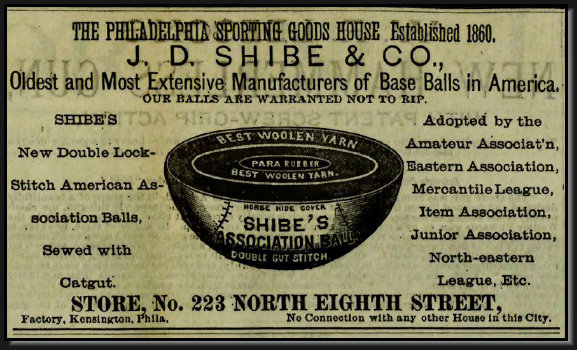 THE PHILADELPHIA SPORTING GOODS HOUSE Established 1860.
J. D. SHIBE & CO.,
Oldest and Most Extensive Manufacturers of Base Balls in America.
OUR BALLS ARE WARRANTED NOT TO RIP.
SHIBE'S
New Double Lock-
Stitch American As-
sociation Balls,
Sewed with
Catgut.
BEST WOOLEN YARN
PARA RUBBER
BEST WOOLEN YARN.
HORSE HIDE COVER
SHIBE'S
ASSOCIATION BALL
DOUBLE GUT STITCH.
Adopted by the
Amateur Associat'n,
Eastern Association,
Mercantile League,
Item Association,
Junior Association,
North-eastern
League, Etc.
STORE, No. 223 NORTH EIGHTH STREET,
Factory, Kensington, Phila.
No Connection with any other House in this City.